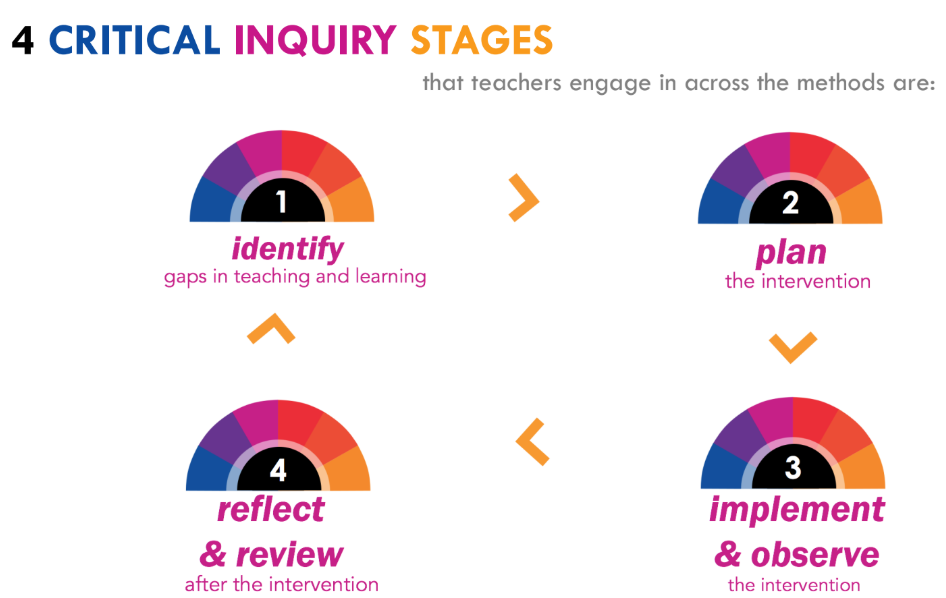 4 CRITICAL INQUIRY STAGES
that teachers engage in across the methods are:
1
identify
gaps in teaching and learning
2
plan
the intervention
3
implement
& observe
the intervention
4
reflect
& review
after the intervention